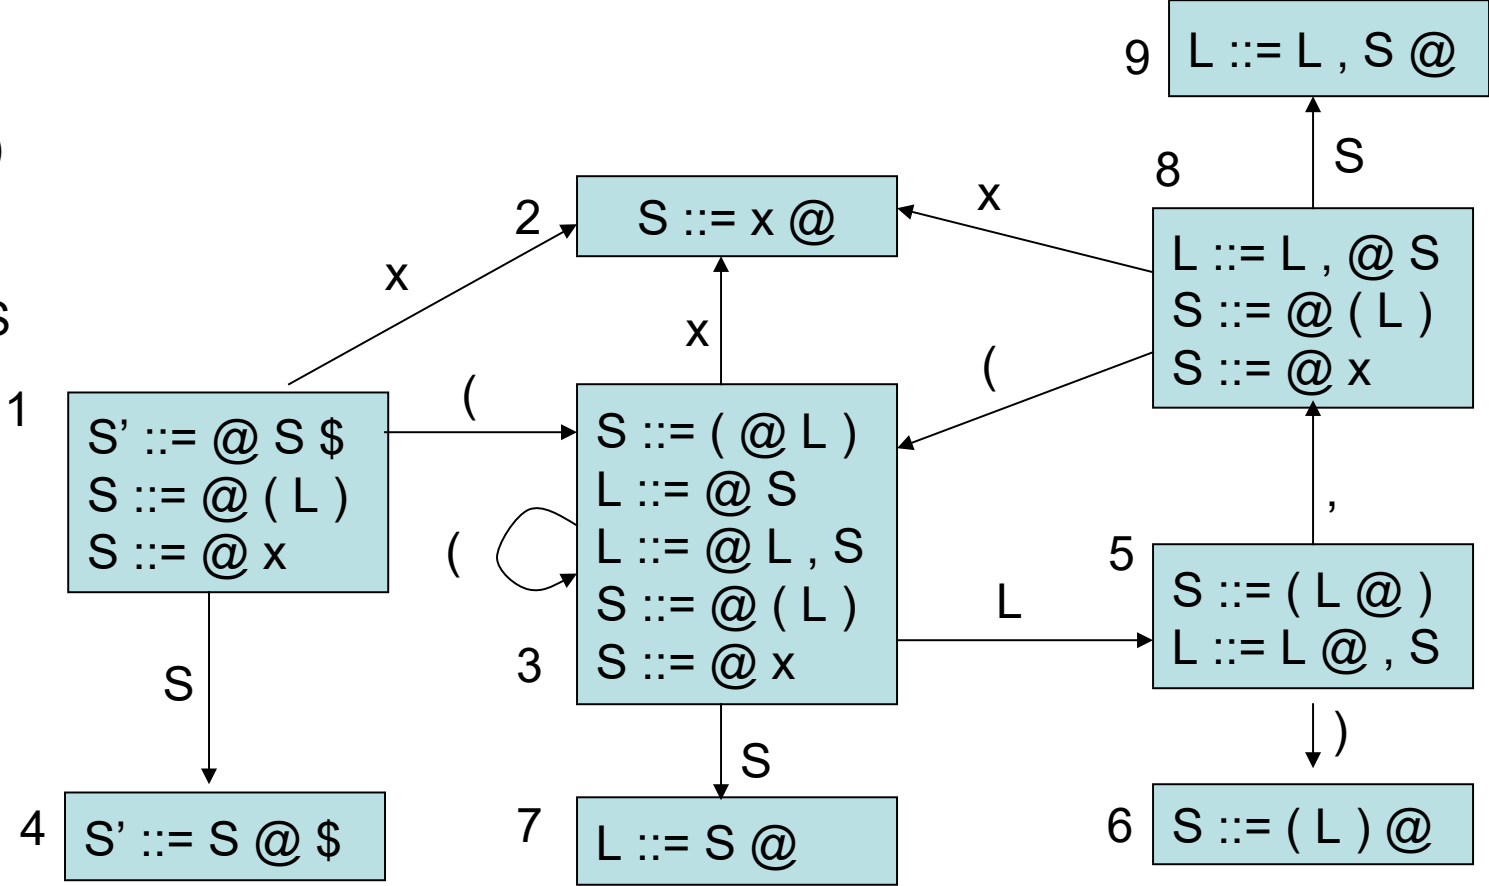 9
L ::= L , S @
)
S
8
2
S ::= x @
x
x
L ::= L , @ S
S ::= @ ( L )
S ::= @ x
S
x
(
1
(
S’ ::= @ S $
S ::= @ ( L )
S ::= @ x
S ::= ( @ L )
L ::= @ S
L ::= @ L , S
S ::= @ ( L )
S ::= @ x
(
3
,
5
S ::= ( L @ )
L ::= L @ , S
L
S
S
)
4
S’ ::= S @ $
7
L ::= S @
6
S ::= ( L ) @